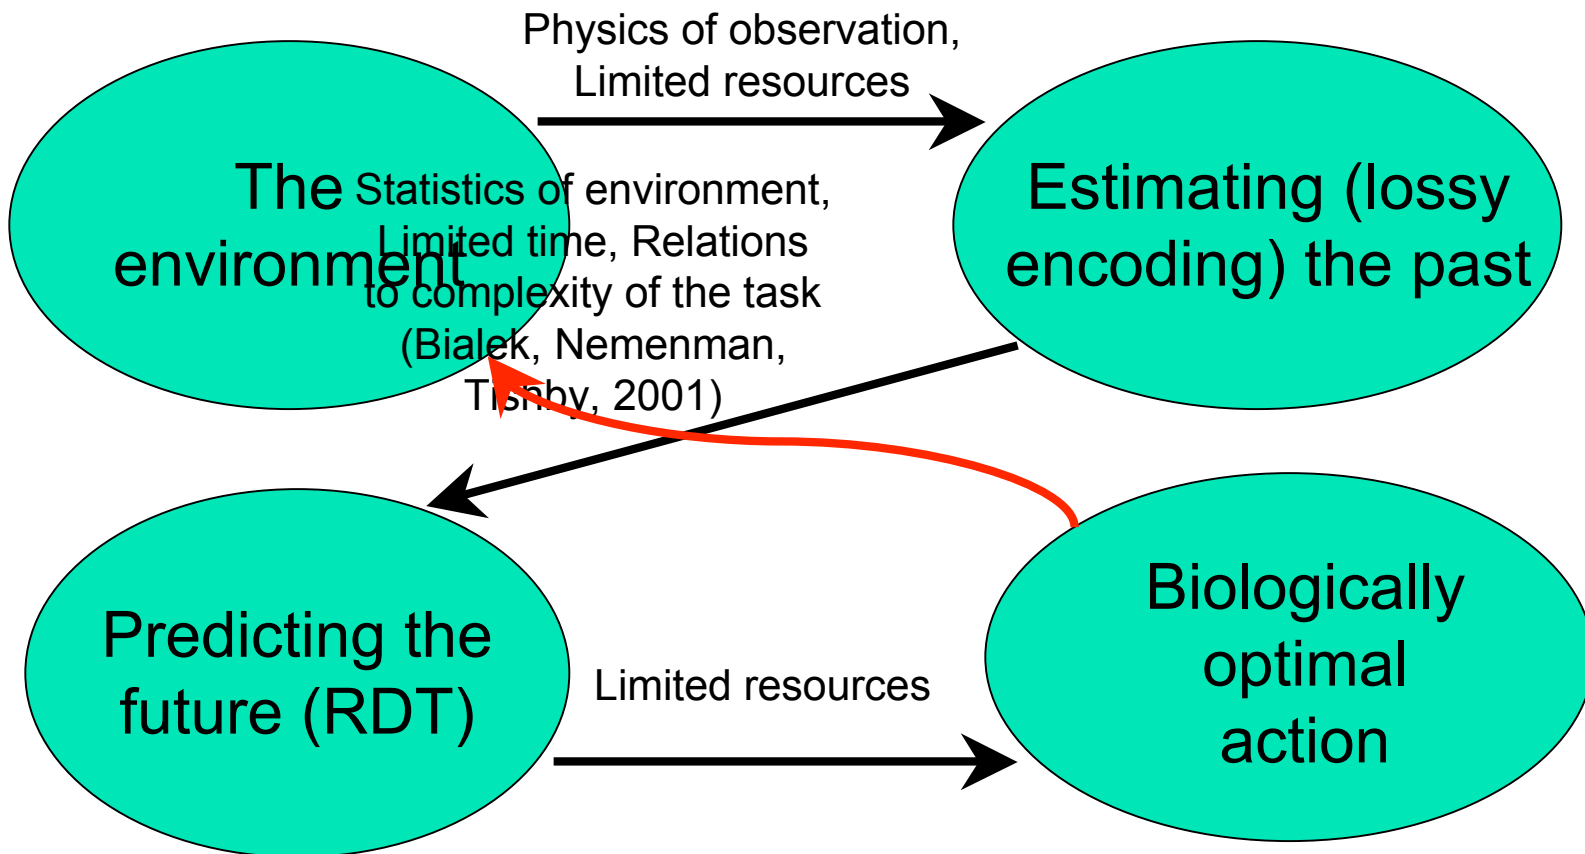 Physics of observation,
Limited resources
The
environment
Statistics of environment,
Limited time, Relations
to complexity of the task
(Bialek, Nemenman,
Tishby, 2001)
Estimating (lossy
encoding) the past
Predicting the
future (RDT)
Limited resources
Biologically
optimal
action